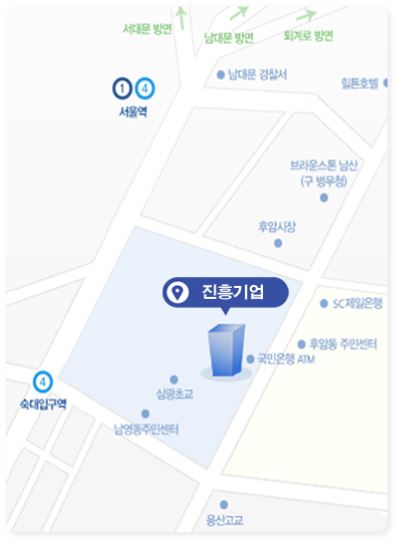 서대문 방면
남대문 방면
퇴계로 방면
남대문 경찰서
힐튼호텔
1 4
서울역
브라운스톤 남산
(구 병무청)
후암시장
진흥기업
SC제일은행
후암동 주민센터
국민은행 ATM
4
숙대입구역
삼광초교
남영동주민센터
용산고교